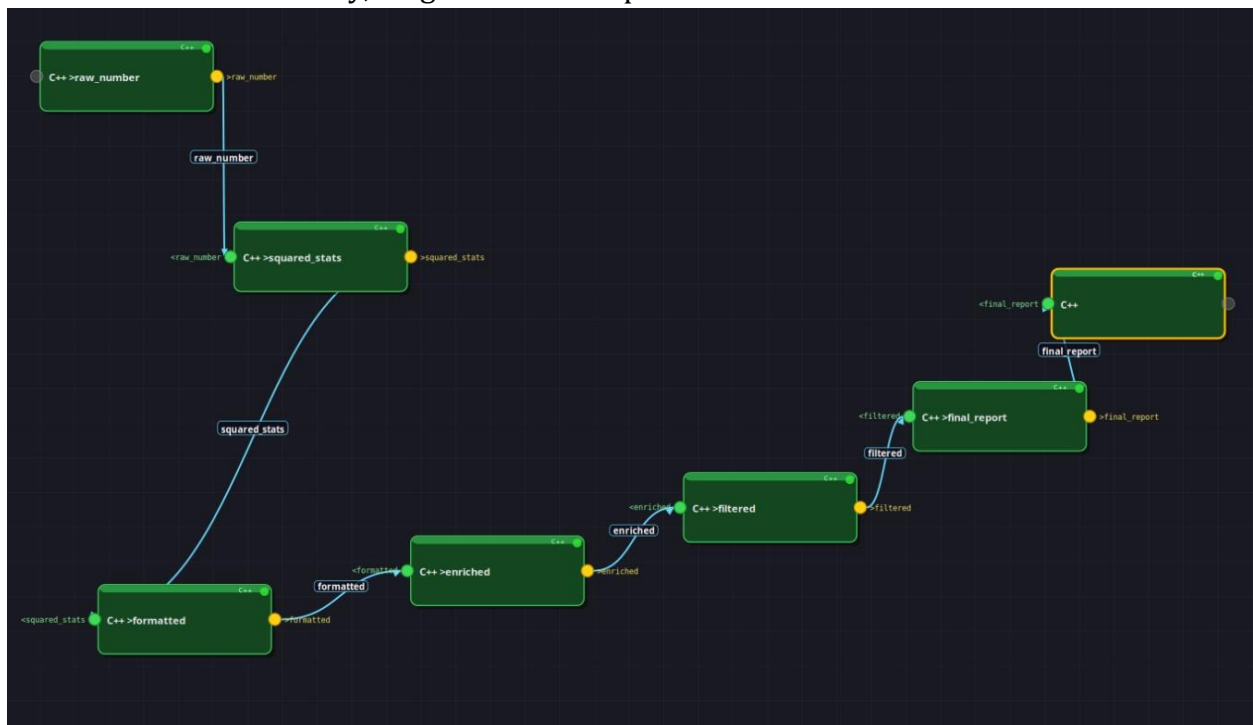 C++
C++ >raw_number
>raw_number
raw_number
C++
<raw_number
C++ >squared_stats
>squared_stats
C++
<final_report
C++
final_report
C++
<filtered
C++ >final_report
>final_report
squared_stats
filtered
C++
<enriched
C++ >filtered
>filtered
enriched
C++
<formatted
C++ >enriched
>enriched
formatted
C++
<squared_stats
C++ >formatted
>formatted